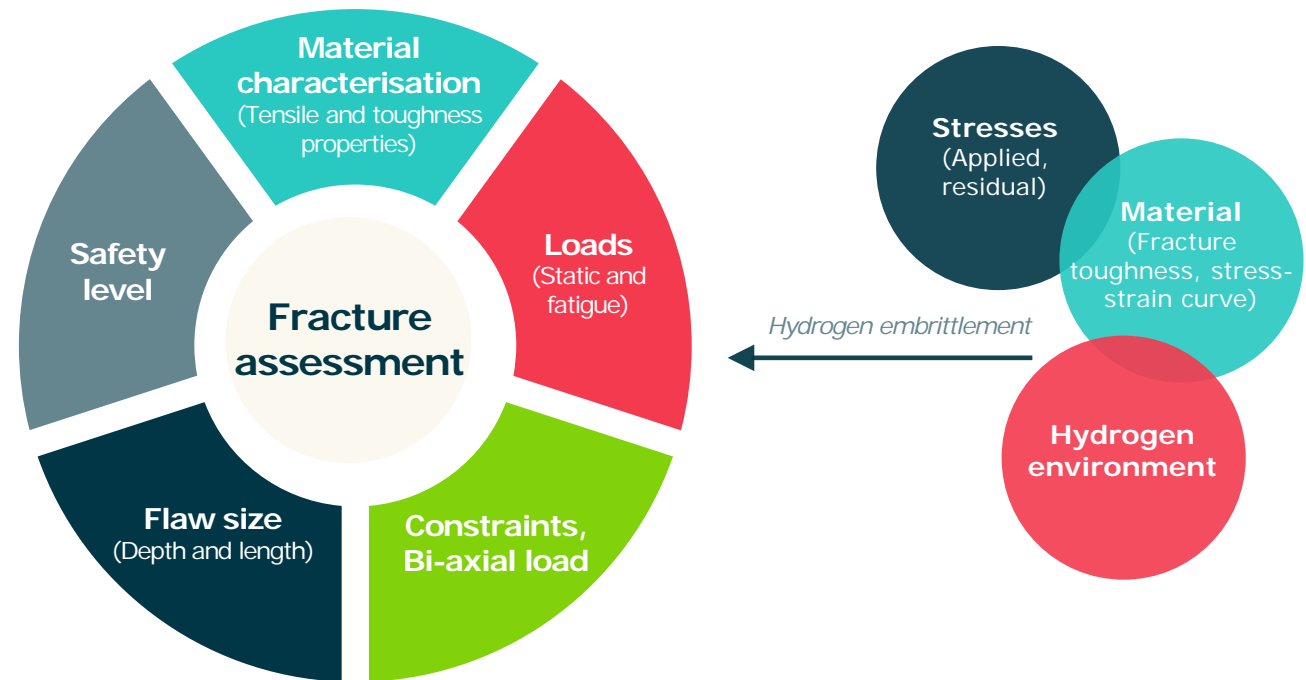 Material
characterisation
(Tensile and toughness
properties)
Safety
level
Loads
(Static and
fatigue)
Fracture
assessment
Flaw size
(Depth and length)
Constraints,
Bi-axial load
Hydrogen embrittlement
Stresses
(Applied,
residual)
Material
(Fracture
toughness, stress-
strain curve)
Hydrogen
environment